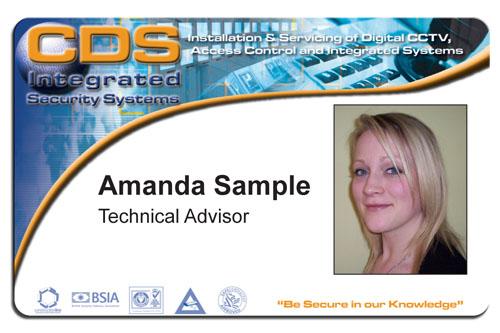 CDS
Integrated
Security Systems
Installation & Servicing of Digital CCTV,
Access Control and Integrated Systems
Amanda Sample
Technical Advisor
BSIA
"Be Secure in our Knowledge"